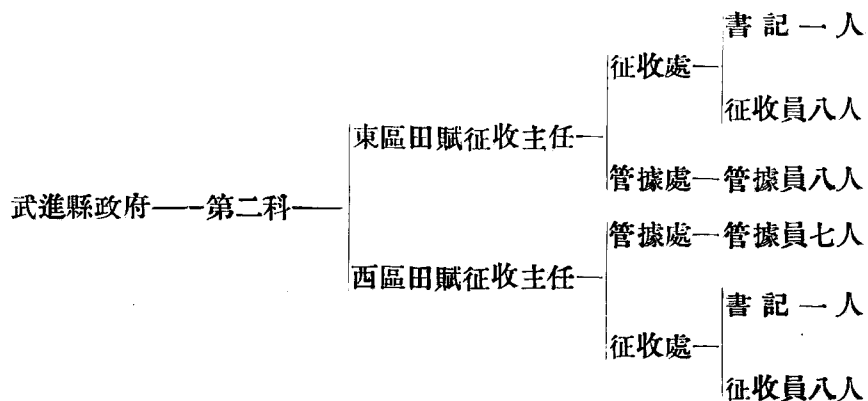 書記一人
征收處
征收員八人
東區田賦征收主任
管據處 管據員八人
武進縣政府 第二科
管據處 管據員七人
西區田賦征收主任
書記一人
征收處
征收員八人